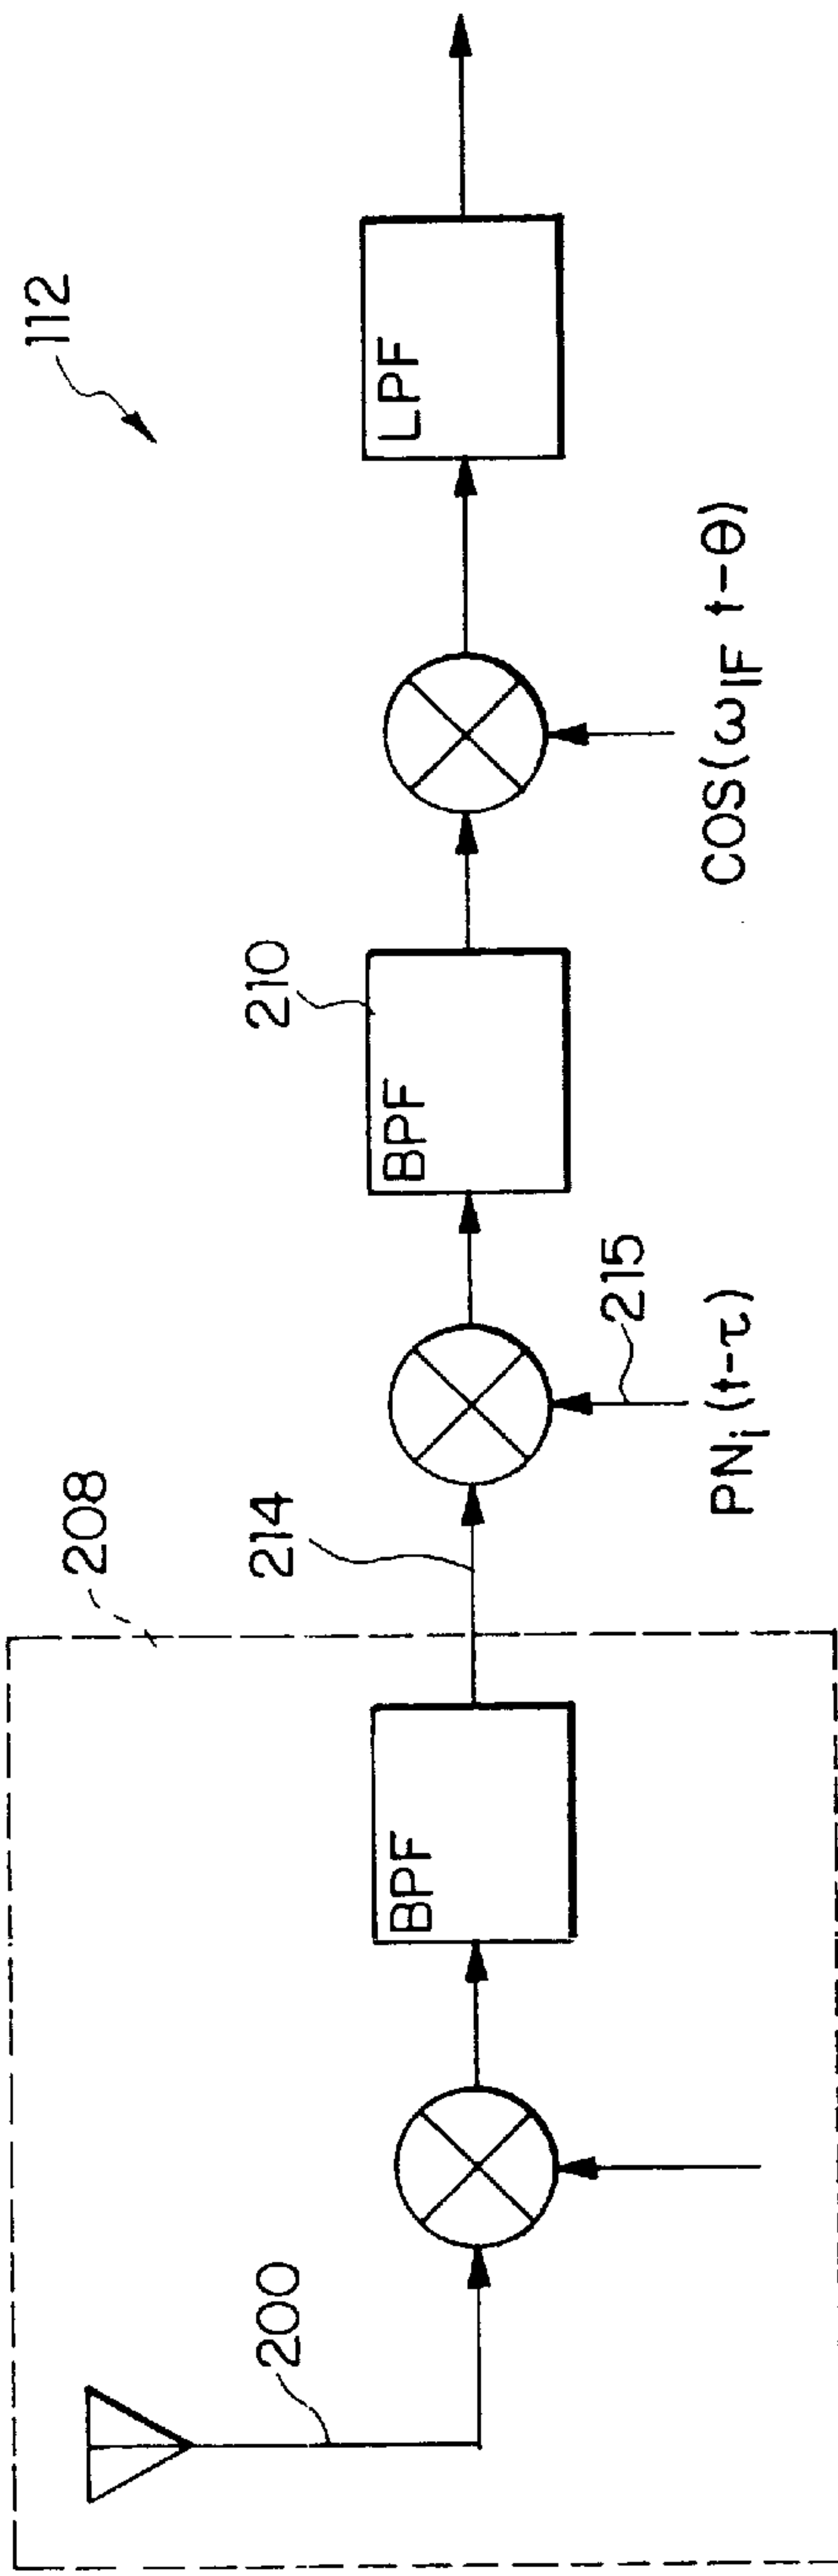 112
208
200
BPF
214
PNi (t-τ)
215
BPF
210
COS(ωIF t-θ)
LPF